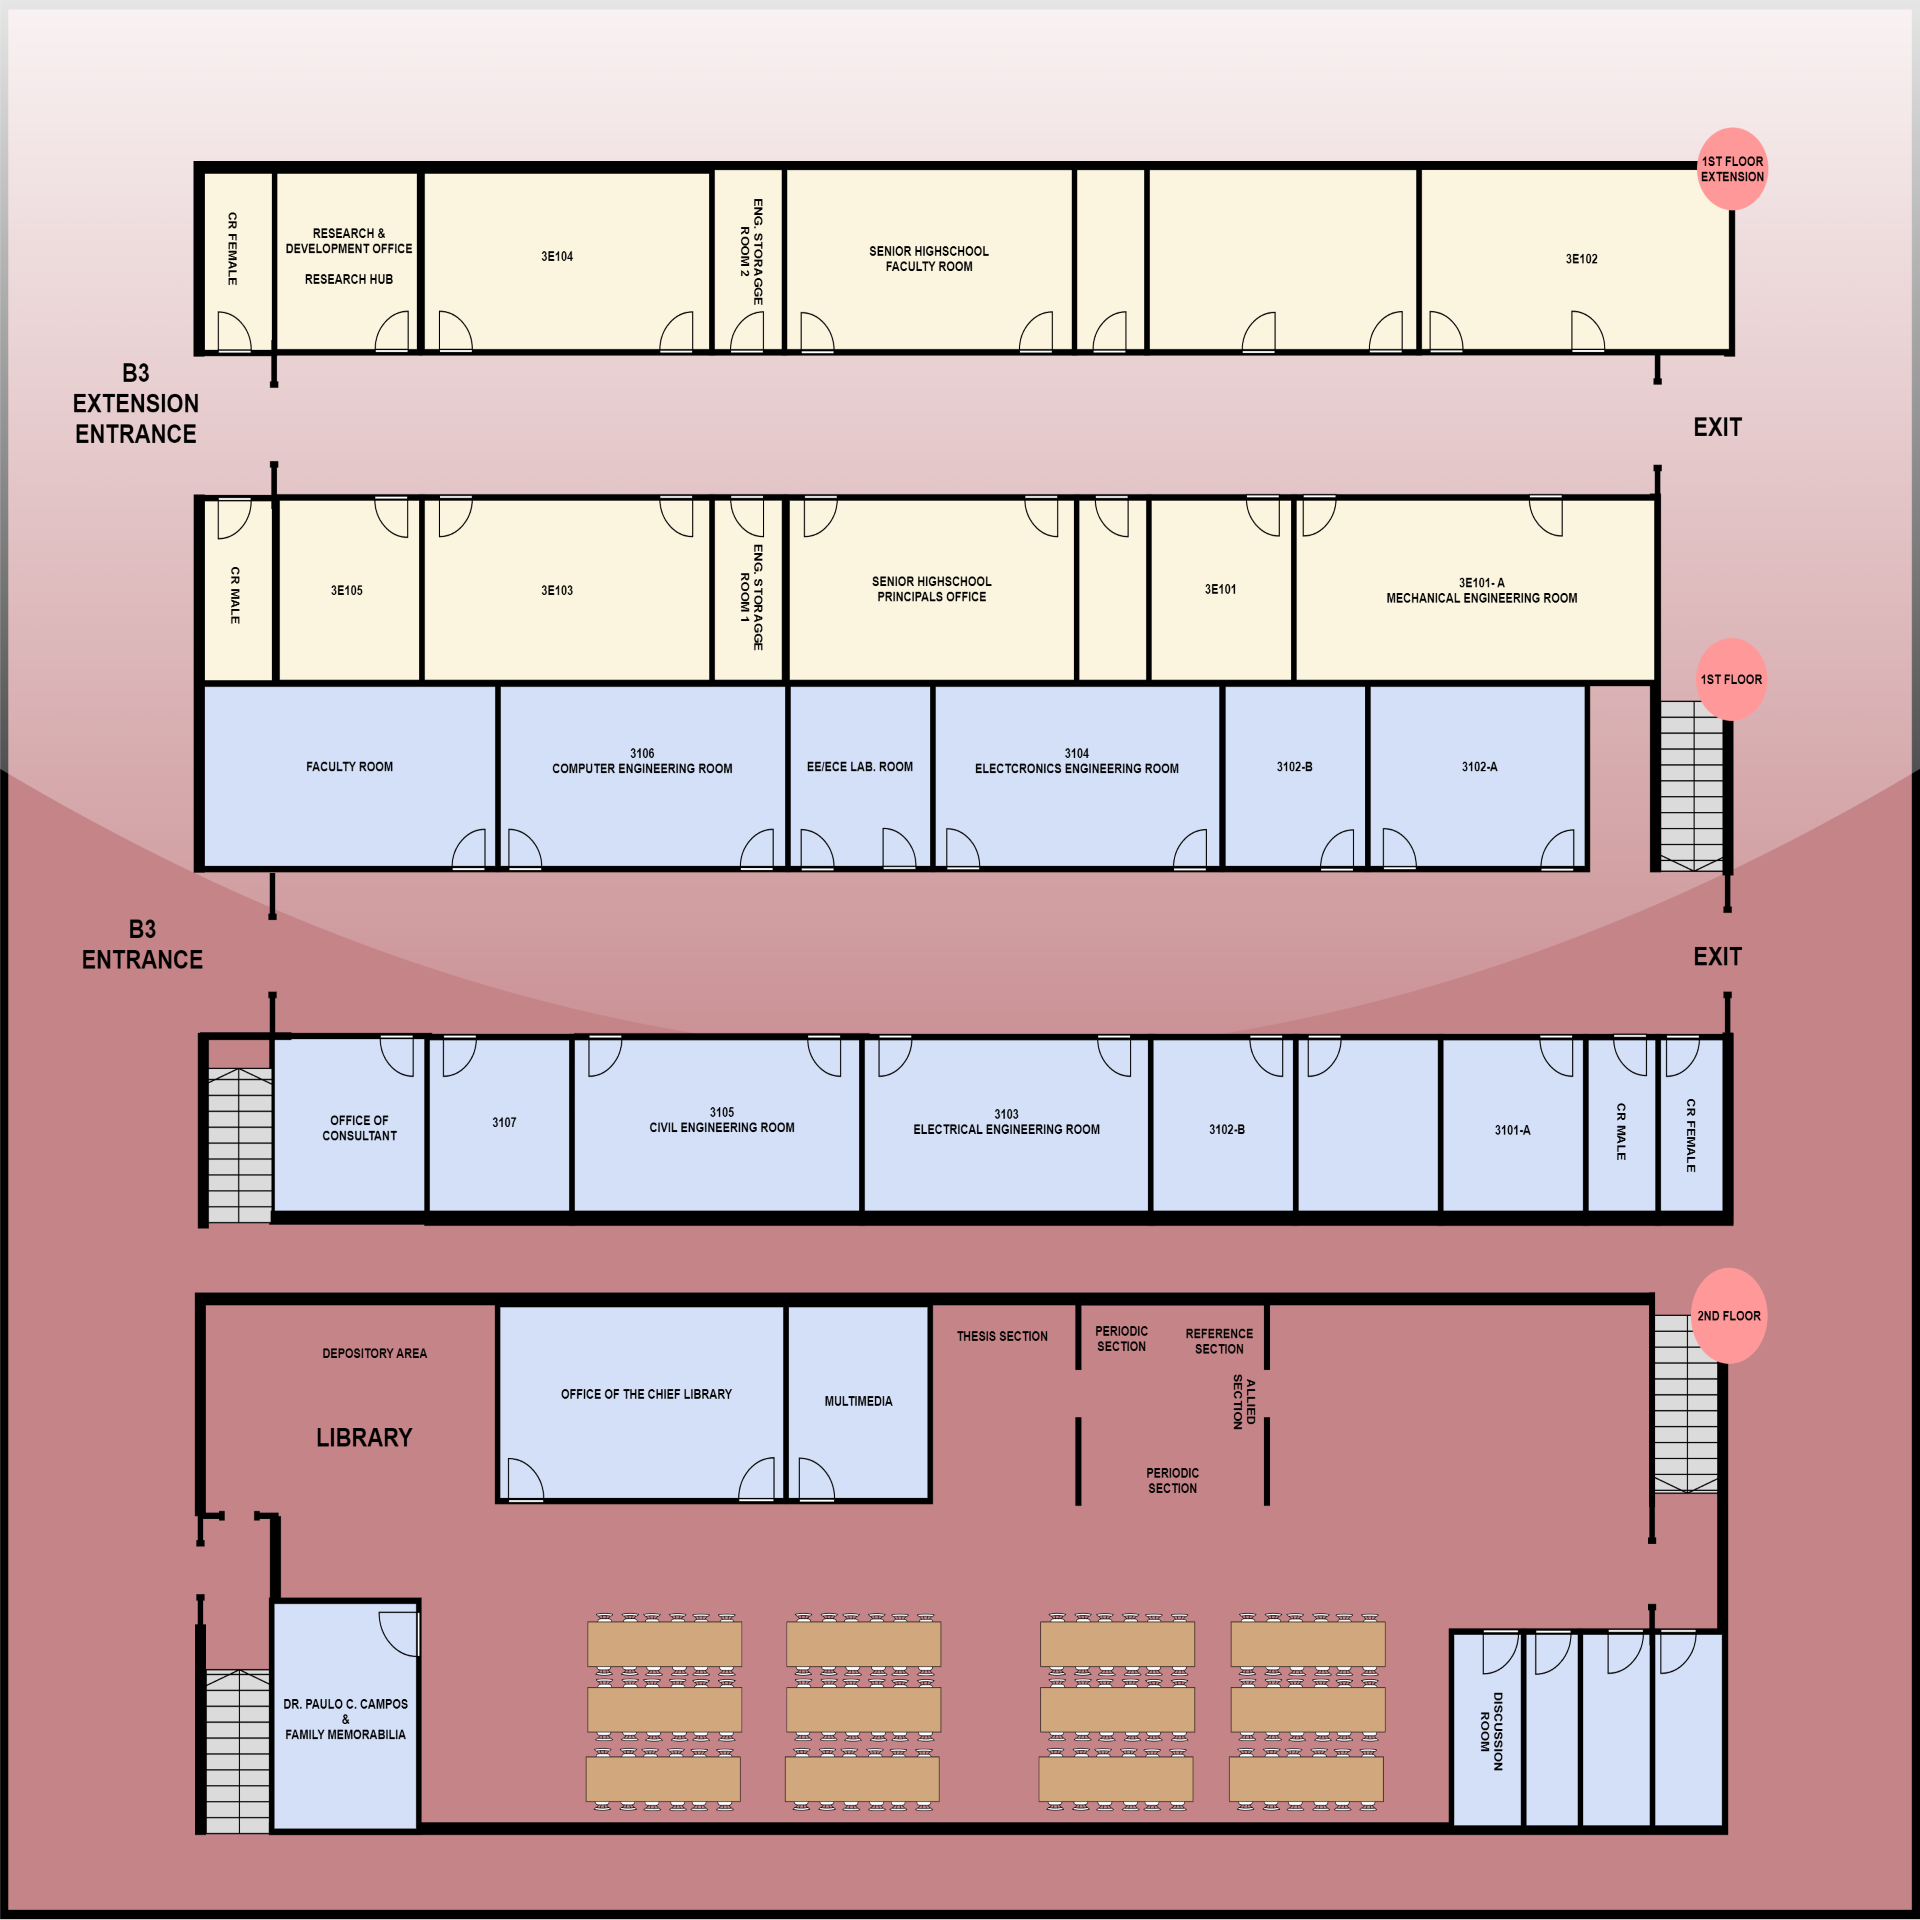 1ST FLOOR
EXTENSION
CR FEMALE
RESEARCH &
DEVELOPMENT OFFICE
RESEARCH HUB
3E104
ENG. STORAGGE
ROOM 2
SENIOR HIGHSCHOOL
FACULTY ROOM
3E102
B3
EXTENSION
ENTRANCE
EXIT
CR MALE
3E105
3E103
ENG. STORAGGE
ROOM 1
SENIOR HIGHSCHOOL
PRINCIPALS OFFICE
3E101
3E101- A
MECHANICAL ENGINEERING ROOM
1ST FLOOR
FACULTY ROOM
3106
COMPUTER ENGINEERING ROOM
EE/ECE LAB. ROOM
3104
ELECTCRONICS ENGINEERING ROOM
3102-B
3102-A
B3
ENTRANCE
EXIT
OFFICE OF
CONSULTANT
3107
3105
CIVIL ENGINEERING ROOM
3103
ELECTRICAL ENGINEERING ROOM
3102-B
3101-A
CR MALE
CR FEMALE
2ND FLOOR
DEPOSITORY AREA
LIBRARY
OFFICE OF THE CHIEF LIBRARY
MULTIMEDIA
THESIS SECTION
PERIODIC
SECTION
REFERENCE
SECTION
ALLIED
SECTION
PERIODIC
SECTION
DR. PAULO C. CAMPOS
&
FAMILY MEMORABILIA
DISCUSSION
ROOM